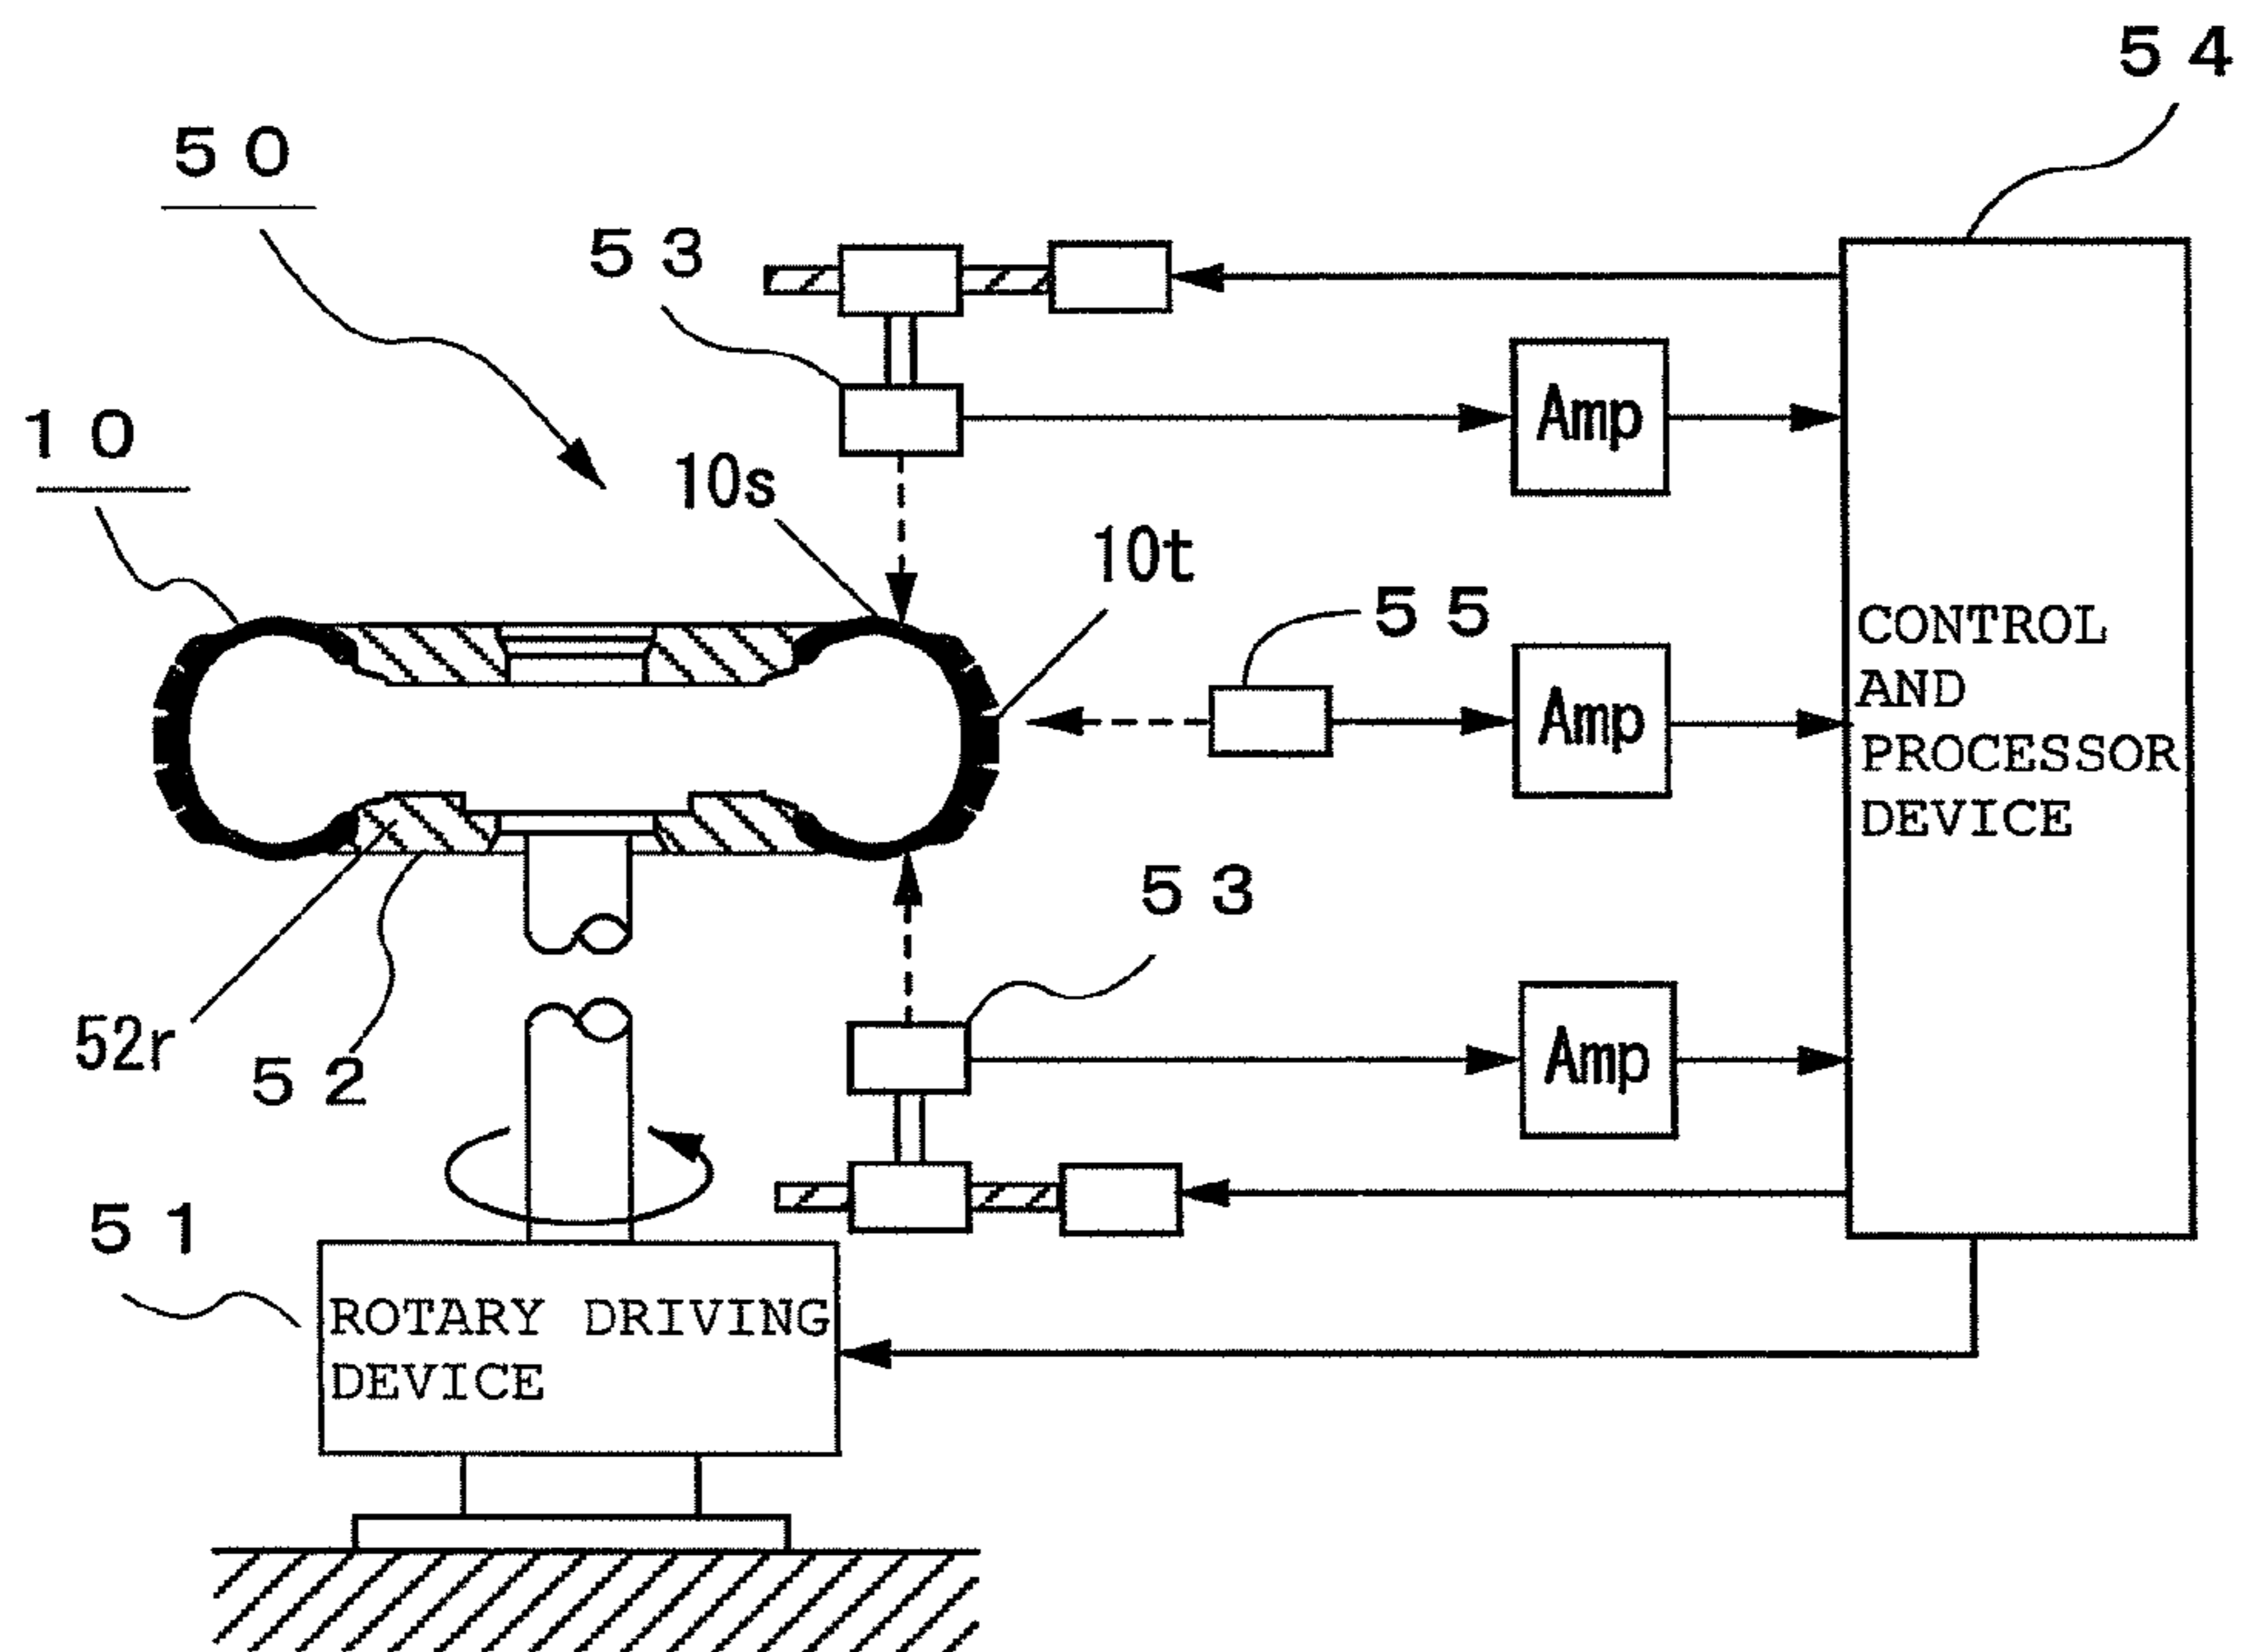 54
50
53
Amp
10
10s
10t
55
Amp
CONTROL
AND
PROCESSOR
DEVICE
53
52r
52
Amp
51
ROTARY DRIVING
DEVICE